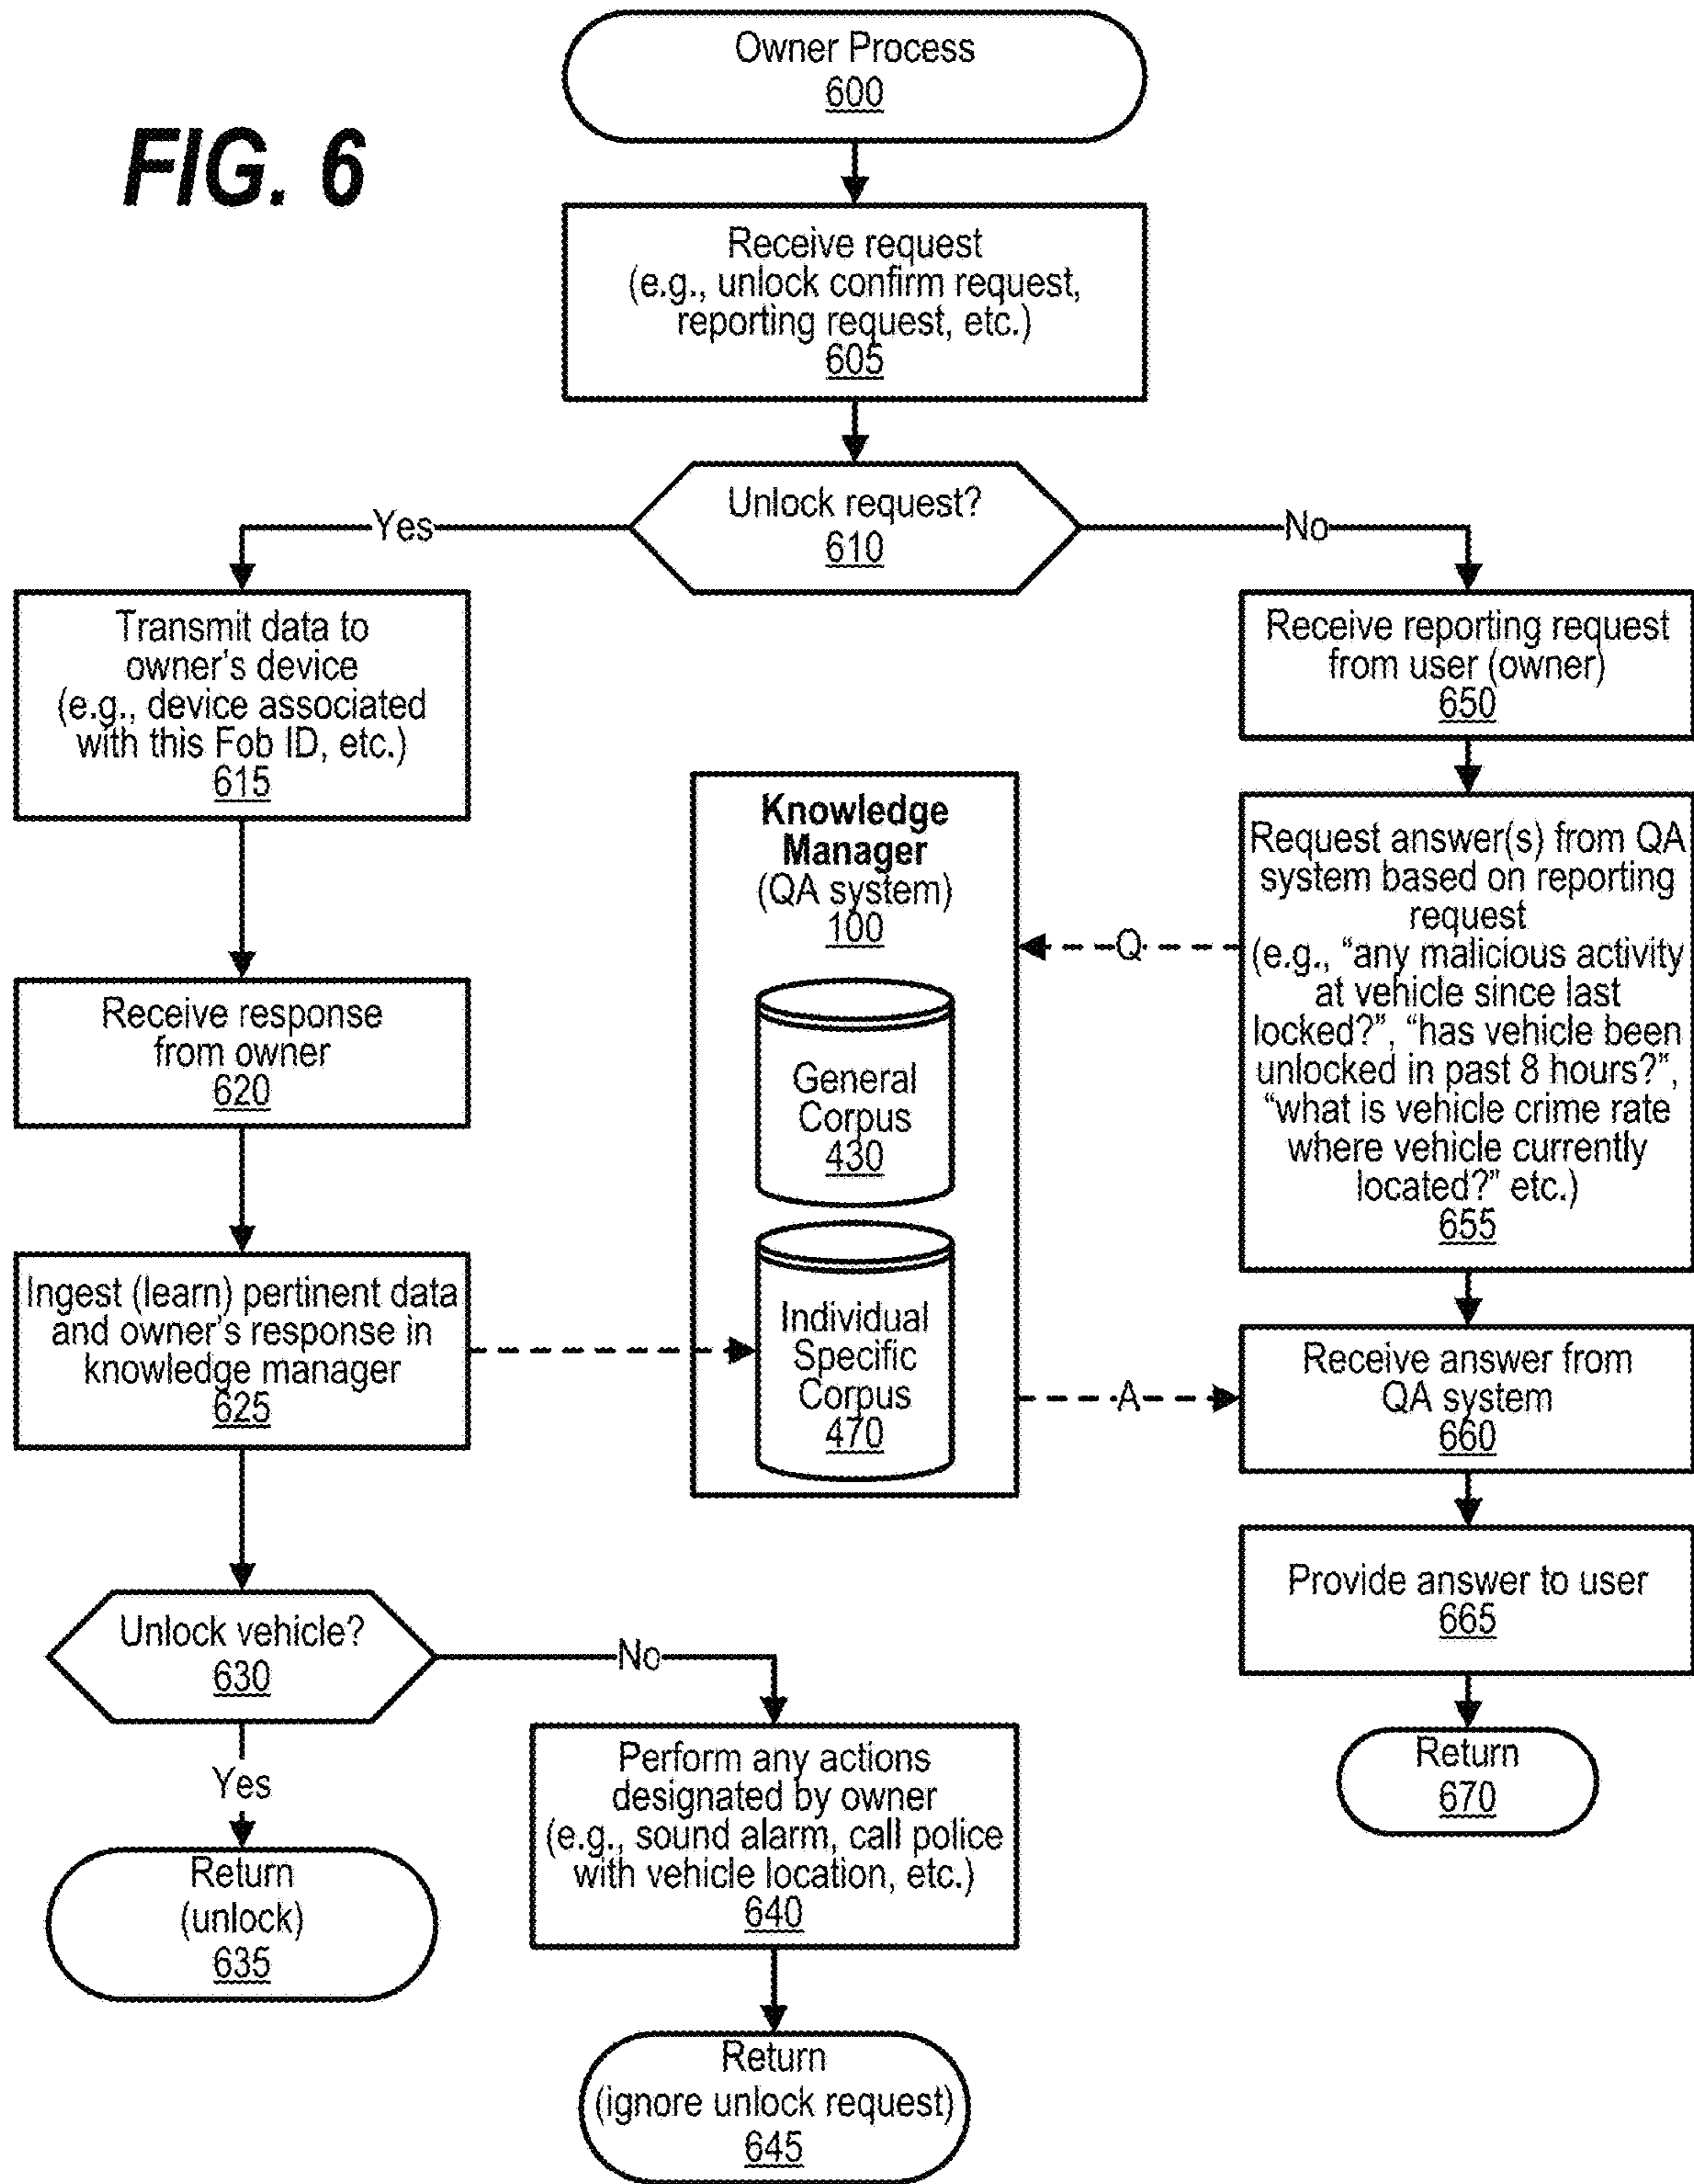 FIG. 6
Owner Process
600
Receive request
(e.g., unlock confirm request,
reporting request, etc.)
605
Unlock request?
610
Yes
No
Transmit data to
owner's device
(e.g., device associated
with this Fob ID, etc.)
615
Receive response
from owner
620
Ingest (learn) pertinent data
and owner's response in
knowledge manager
625
Unlock vehicle?
630
Yes
No
Return
(unlock)
635
Perform any actions
designated by owner
(e.g., sound alarm, call police
with vehicle location, etc.)
640
Return
(ignore unlock request)
645
Knowledge
Manager
(QA system)
100
General
Corpus
430
Individual
Specific
Corpus
470
Q
A
Receive reporting request
from user (owner)
650
Request answer(s) from QA
system based on reporting
request
(e.g., “any malicious activity
at vehicle since last
locked?”, “has vehicle been
unlocked in past 8 hours?”,
“what is vehicle crime rate
where vehicle currently
located?” etc.)
655
Receive answer from
QA system
660
Provide answer to user
665
Return
670